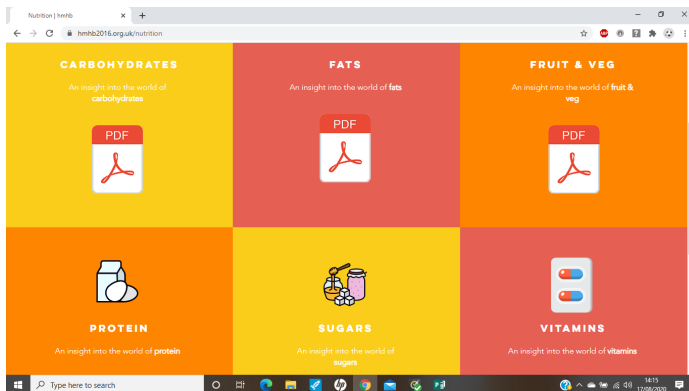 Nutrition | hmhb
hmhb2016.org.uk/nutrition
CARBOHYDRATES
An insight into the world of
carbohydrates
PDF
FATS
An insight into the world of fats
PDF
FRUIT & VEG
An insight into the world of fruit &
veg
PDF
PROTEIN
An insight into the world of protein
SUGARS
An insight into the world of
sugars
VITAMINS
An insight into the world of vitamins
Type here to search
14:15
17/08/2020